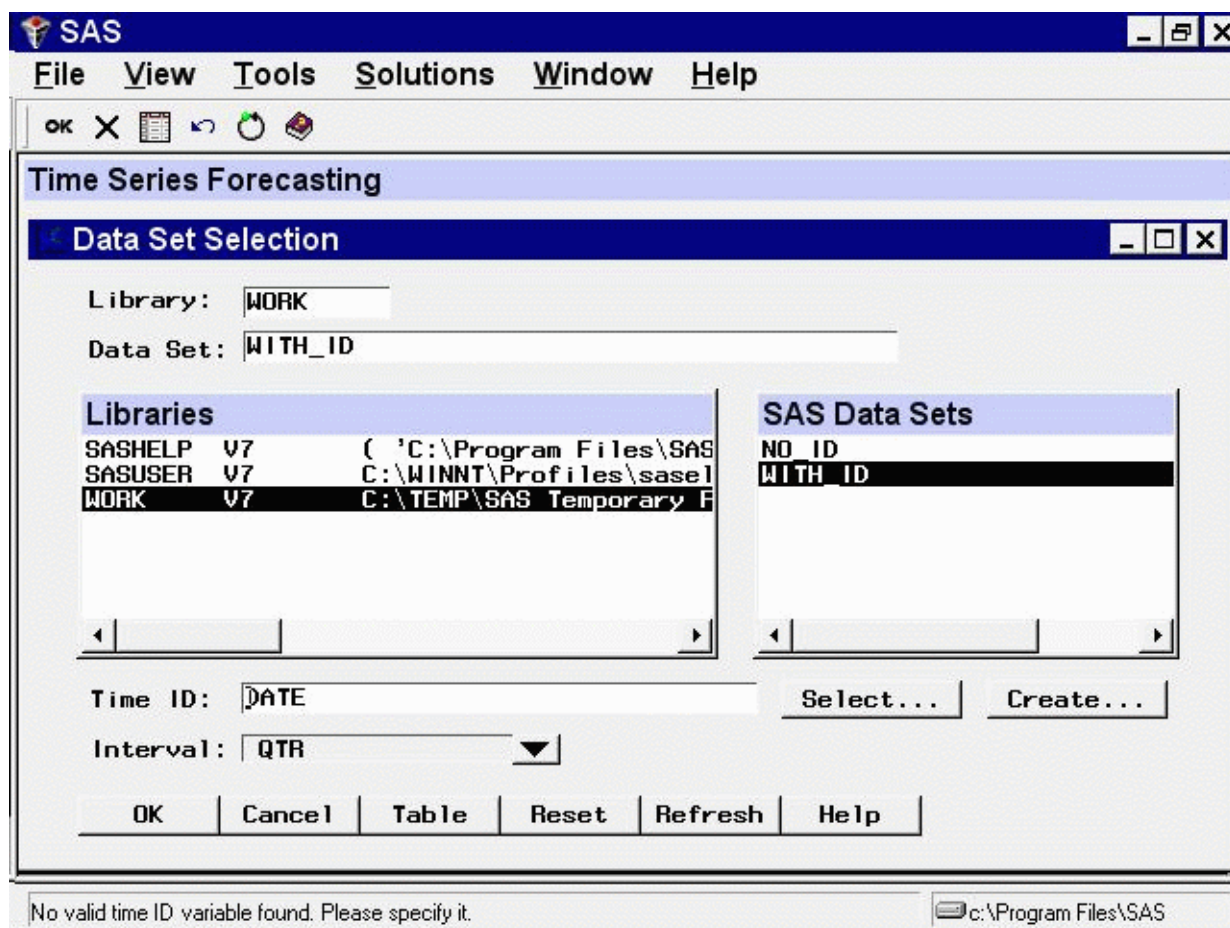 SAS
File View Tools Solutions Window Help
OK
Time Series Forecasting
Data Set Selection
Library: WORK
Data Set: WITH_ID
Libraries
SASHELP V7 ( 'C:\Program Files\SAS
SASUSER V7 C:\WINNT\Profiles\sasel
WORK V7 C:\TEMP\SAS Temporary F
SAS Data Sets
NO_ID
WITH_ID
Time ID: DATE Select... Create...
Interval: QTR
OK Cancel Table Reset Refresh Help
No valid time ID variable found. Please specify it. c:\Program Files\SAS